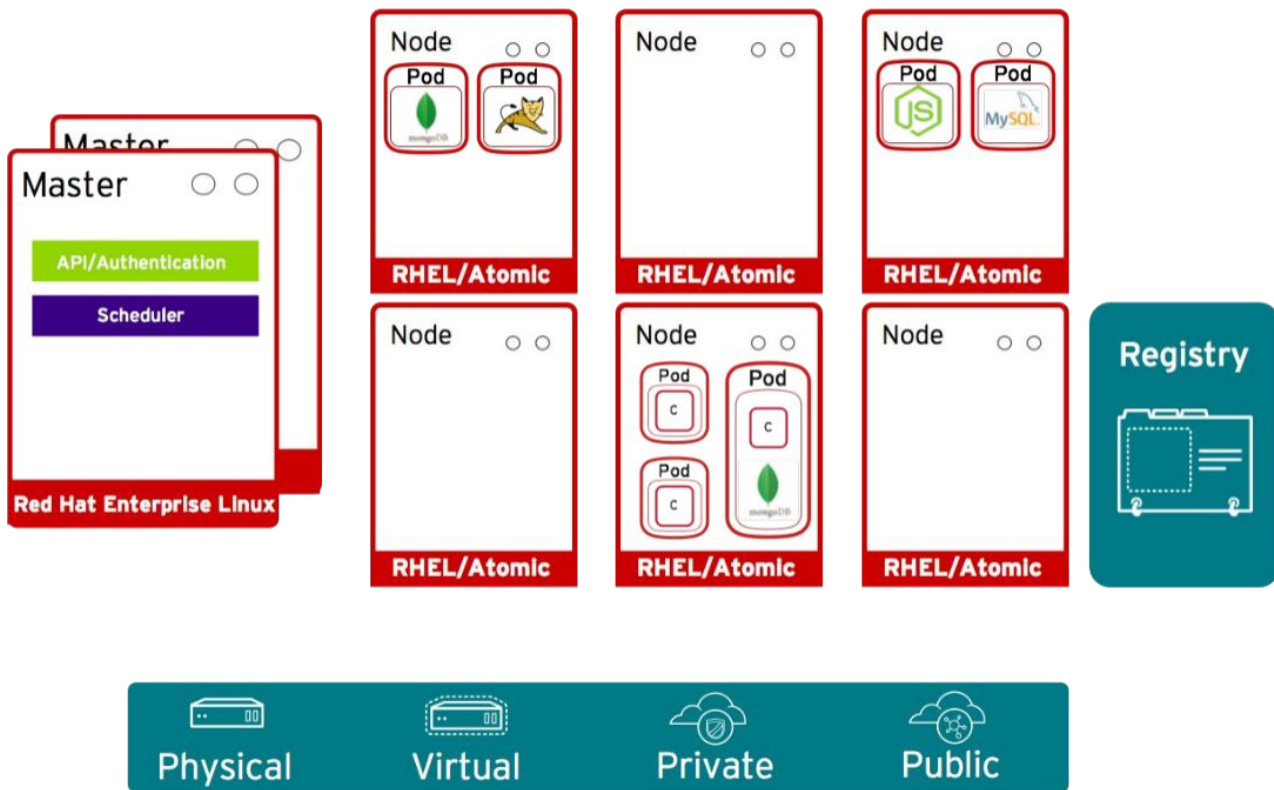 Master
Master
API/Authentication
Scheduler
Red Hat Enterprise Linux
Node
Pod
mongoDB
Pod
RHEL/Atomic
Node
RHEL/Atomic
Node
Pod
JS
Pod
MySQL
RHEL/Atomic
Node
RHEL/Atomic
Node
Pod
C
Pod
C
Pod
C
mongoDB
RHEL/Atomic
Node
RHEL/Atomic
Registry
Physical
Virtual
Private
Public